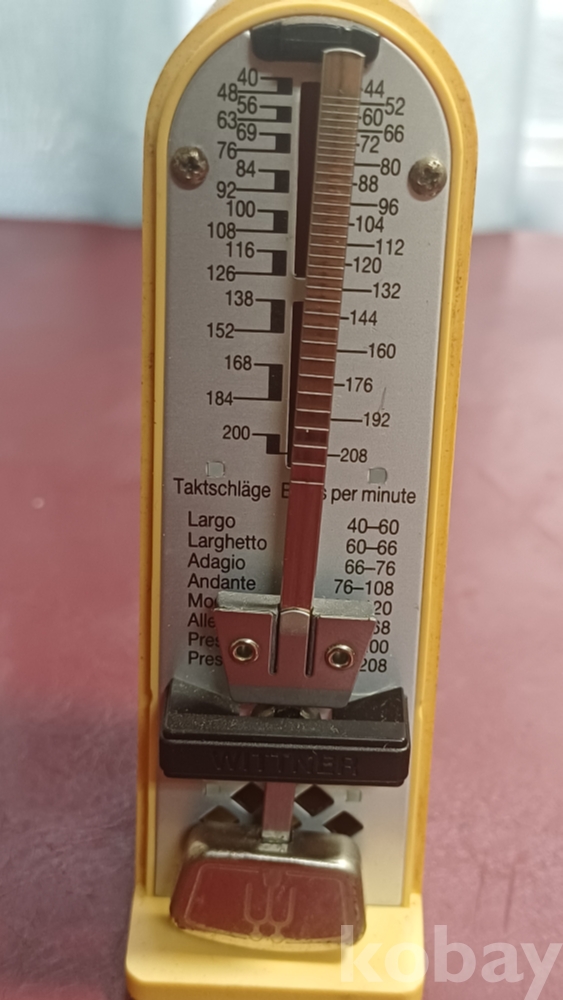 40 44
48 52
56 60
63 66
69 72
76 80
84 88
92 96
100 104
108 112
116 120
126 132
138 144
152 160
168 176
184 192
200 208
Taktschläge per minute
Largo 40–60
Larghetto 60–66
Adagio 66–76
Andante 76–108
WITTNER
kobay